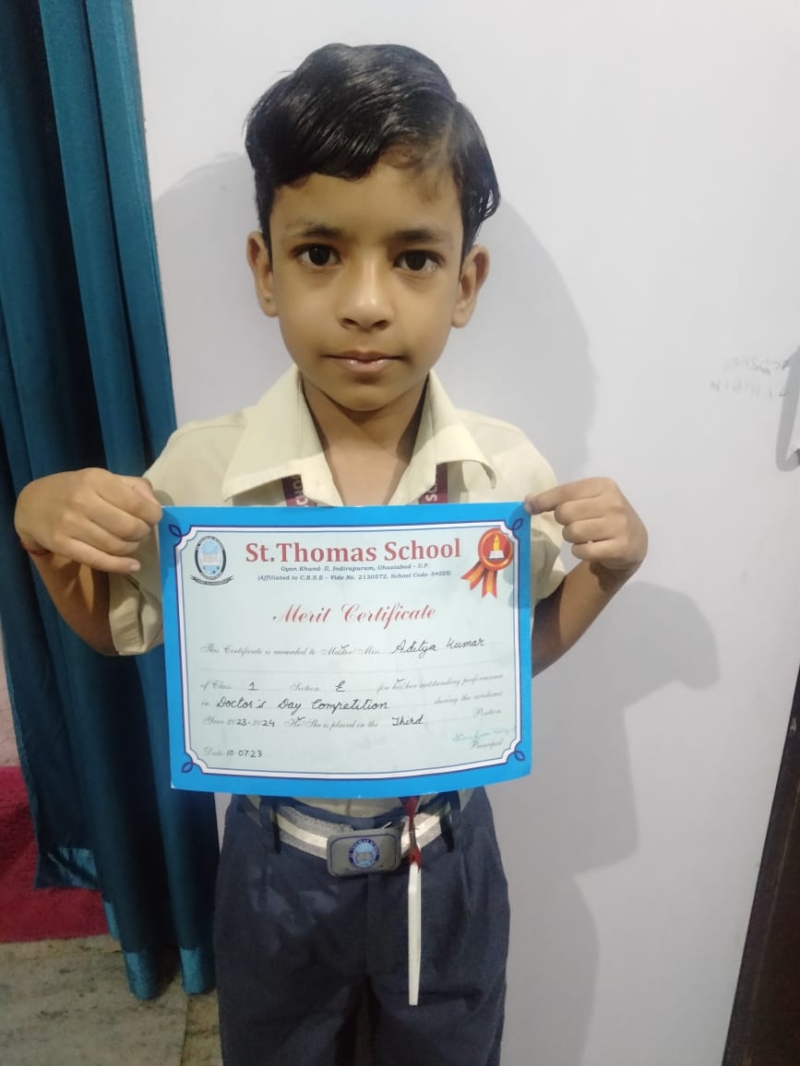 St.Thomas School
Gyan Khand- II, Indirapuram, Ghaziabad - U.P.
(Affiliated to C.B.S.E - Vide No. 2130572, School Code-
Merit Certificate
This Certificate is awarded to Master/Miss Aditya Kumar
of Class 1 Section E for his/her outstanding performance
in Doctor's Day Competition during the academic
Year 2023-2024 He/She is placed in the Third Position.
Date 10-07-23 Principal